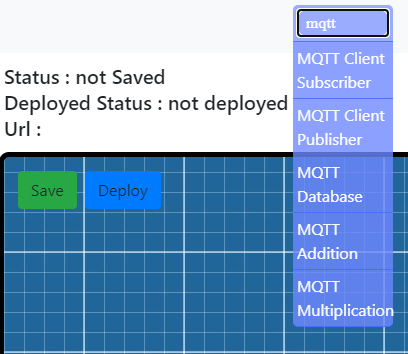 mqtt
MQTT Client
Subscriber
MQTT Client
Publisher
MQTT
Database
MQTT
Addition
MQTT
Multiplication
Status : not Saved
Deployed Status : not deployed
Url :
Save
Deploy